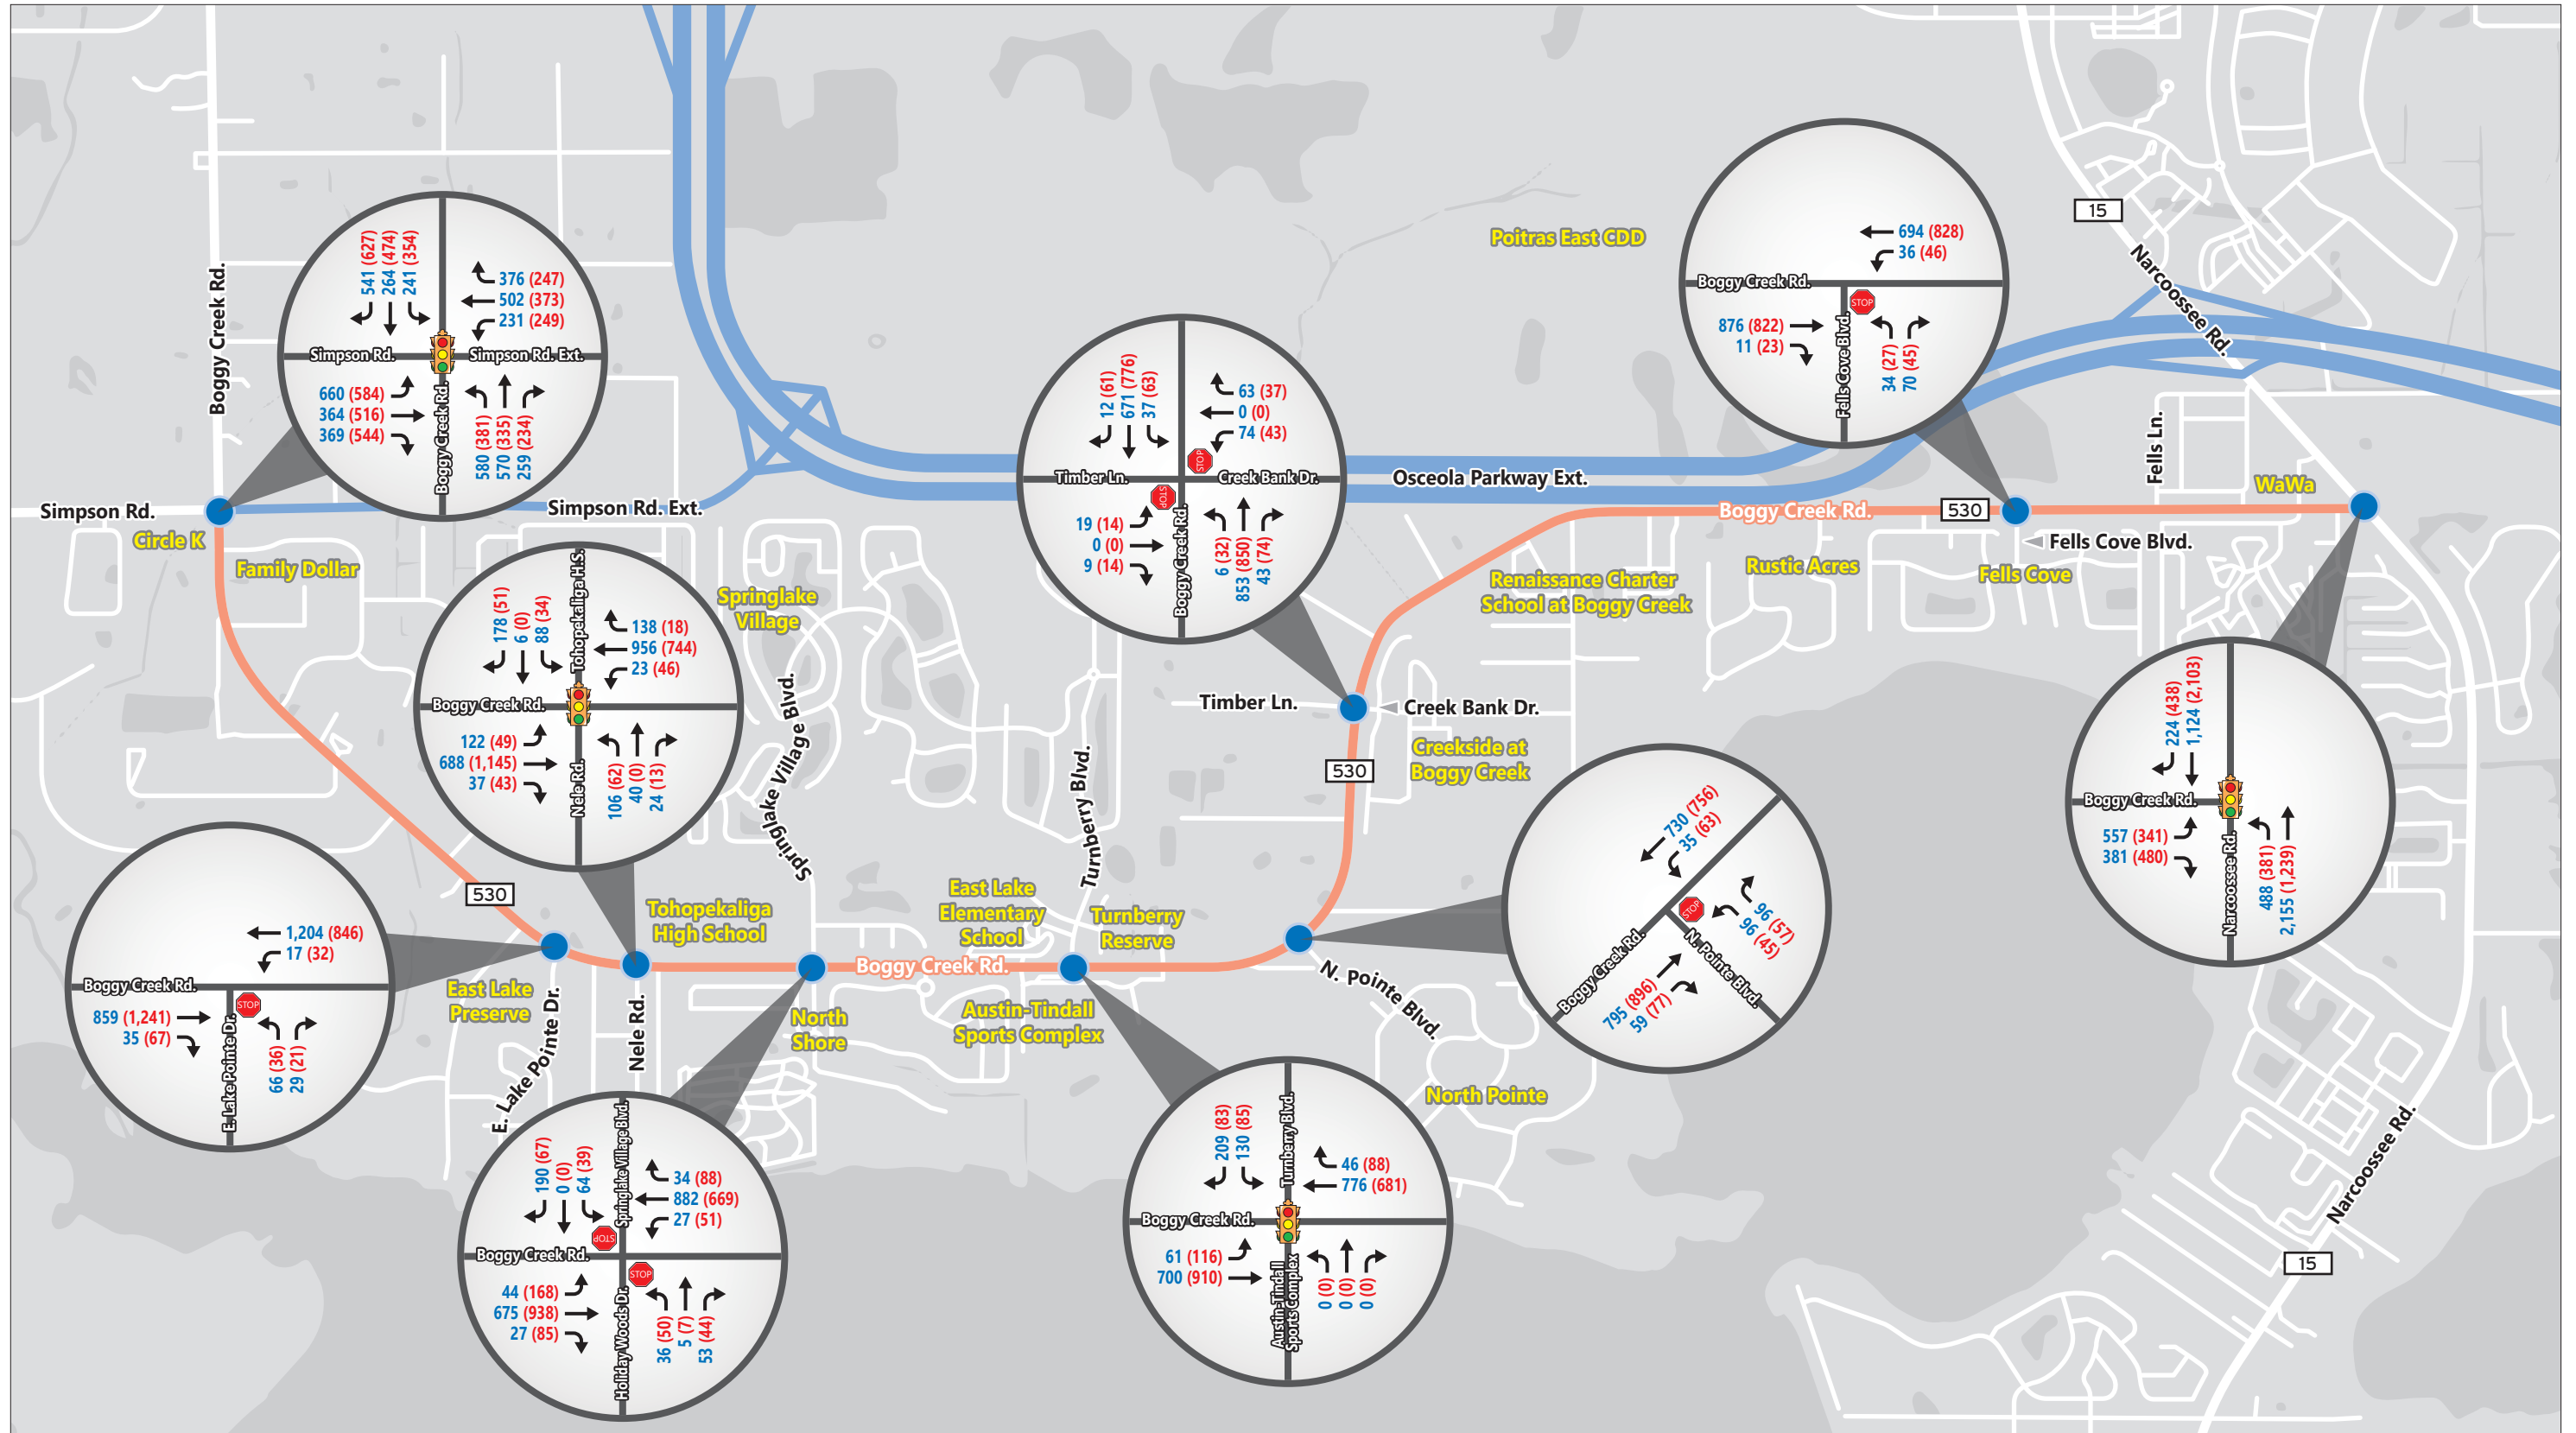 15
Poitras East CDD
Narcoossee Rd.
Boggy Creek Rd.
541 (627)
264 (474)
241 (354)
376 (247)
502 (373)
231 (249)
Simpson Rd.
Simpson Rd. Ext.
660 (584)
364 (516)
369 (544)
Boggy Creek Rd.
580 (381)
570 (335)
259 (234)
694 (828)
36 (46)
Boggy Creek Rd.
STOP
876 (822)
11 (23)
Fells Cove Blvd.
34 (27)
70 (45)
12 (61)
671 (776)
37 (63)
63 (37)
0 (0)
74 (43)
STOP
Timber Ln.
Creek Bank Dr.
STOP
19 (14)
0 (0)
9 (14)
Boggy Creek Rd.
6 (32)
853 (850)
43 (74)
Simpson Rd.
Simpson Rd. Ext.
Osceola Parkway Ext.
Boggy Creek Rd.
530
Fells Ln.
WaWa
Circle K
Family Dollar
Fells Cove Blvd.
Springlake
Village
Renaissance Charter
School at Boggy Creek
Rustic Acres
Fells Cove
178 (51)
6 (0)
88 (34)
Tohopekaliga H.S.
138 (18)
956 (744)
23 (46)
Boggy Creek Rd.
122 (49)
688 (1,145)
37 (43)
Nele Rd.
106 (62)
40 (0)
24 (13)
Springlake Village Blvd.
Turnberry Blvd.
Timber Ln.
Creek Bank Dr.
Creekside at
Boggy Creek
530
224 (438)
1,124 (2,103)
Boggy Creek Rd.
557 (341)
381 (480)
Narcoossee Rd.
488 (381)
2,155 (1,239)
730 (756)
35 (63)
STOP
96 (57)
96 (45)
Boggy Creek Rd.
N. Pointe Blvd.
795 (896)
59 (77)
530
1,204 (846)
17 (32)
Boggy Creek Rd.
STOP
859 (1,241)
35 (67)
E. Lake Pointe Dr.
66 (36)
29 (21)
East Lake
Preserve
Tohopekaliga
High School
East Lake
Elementary
School
Turnberry
Reserve
Boggy Creek Rd.
North
Shore
Austin-Tindall
Sports Complex
N. Pointe Blvd.
E. Lake Pointe Dr.
Nele Rd.
North Pointe
190 (67)
0 (0)
64 (39)
Springlake Village Blvd.
34 (88)
882 (669)
27 (51)
STOP
Boggy Creek Rd.
STOP
44 (168)
675 (938)
27 (85)
Holiday Woods Dr.
36 (50)
5 (7)
53 (44)
209 (83)
130 (85)
Turnberry Blvd.
46 (88)
776 (681)
Boggy Creek Rd.
61 (116)
700 (910)
Austin-Tindall
Sports Complex
0 (0)
0 (0)
0 (0)
Narcoossee Rd.
15